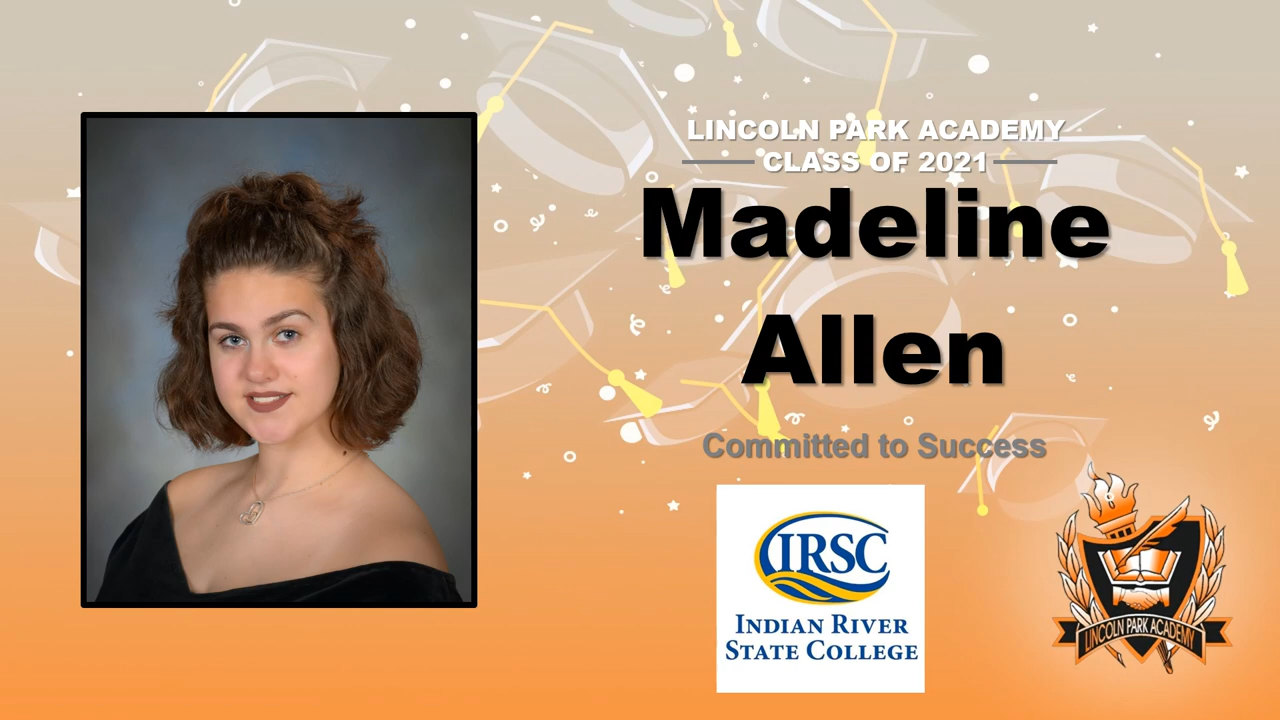 LINCOLN PARK ACADEMY
CLASS OF 2021
Madeline
Allen
Committed to Success
IRSC
INDIAN RIVER
STATE COLLEGE
LINCOLN PARK ACADEMY